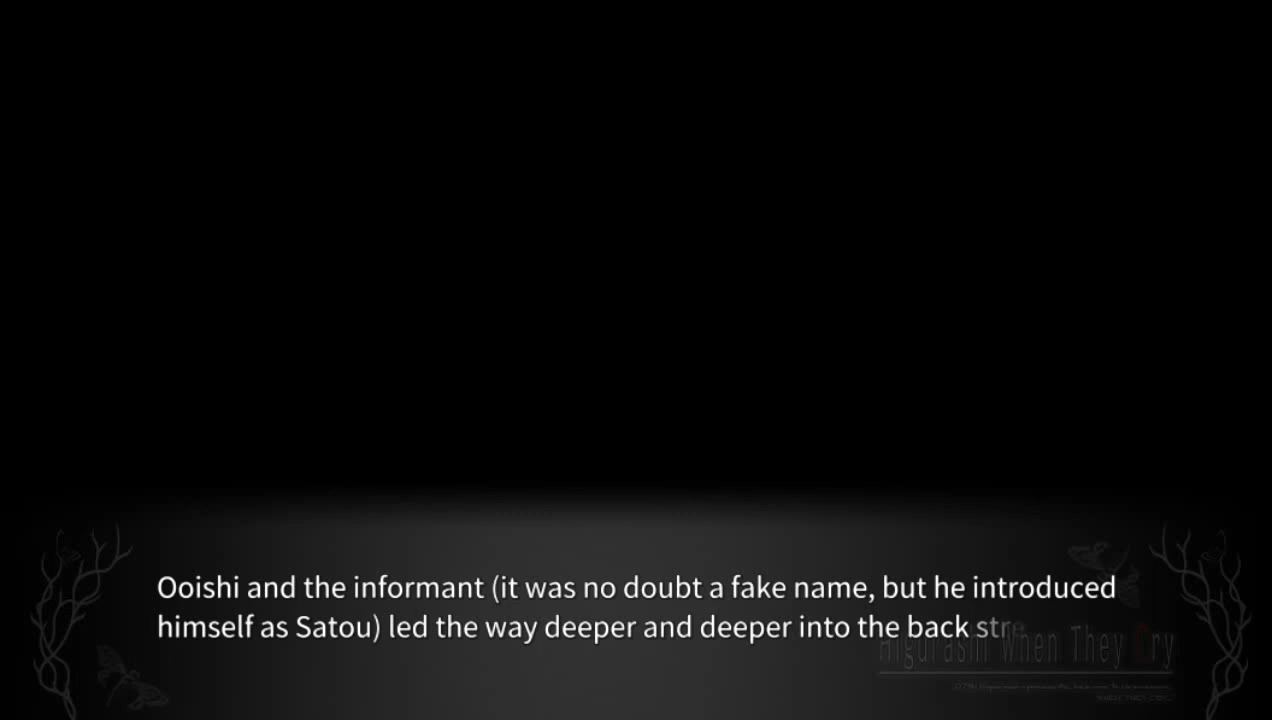 Ooishi and the informant (it was no doubt a fake name, but he introduced
himself as Satou) led the way deeper and deeper into the back stre
Higurashi When They Cry